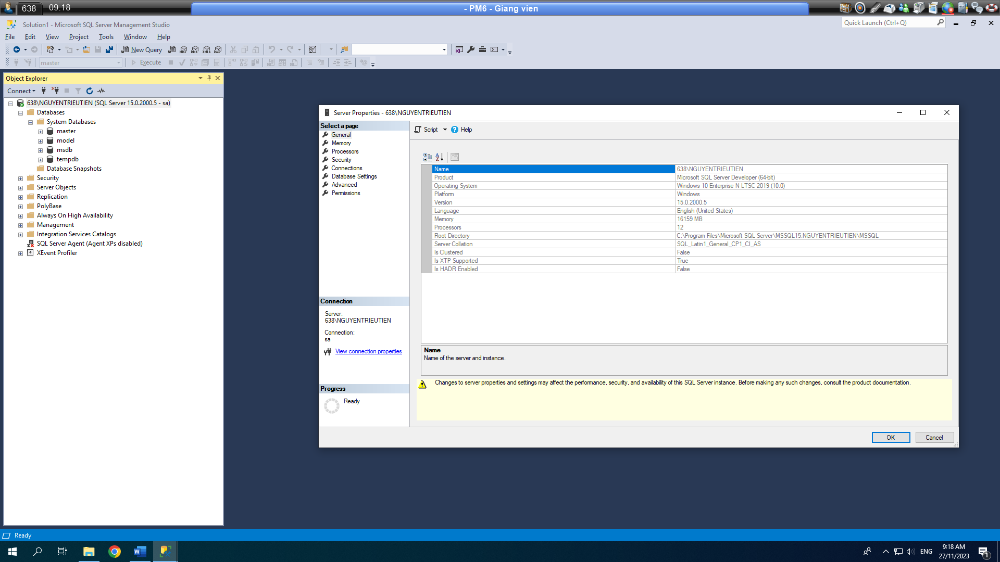 638
09:18
- PM6 - Giang vien
Solution1 - Microsoft SQL Server Management Studio
Quick Launch (Ctrl+Q)
File Edit View Project Tools Window Help
New Query
MDX DMX XMLA DAX
master
Execute
Object Explorer
Connect
638\NGUYENTRIEUTIEN (SQL Server 15.0.2000.5 - sa)
Databases
System Databases
master
model
msdb
tempdb
Database Snapshots
Security
Server Objects
Replication
PolyBase
Always On High Availability
Management
Integration Services Catalogs
SQL Server Agent (Agent XPs disabled)
XEvent Profiler
Server Properties - 638\NGUYENTRIEUTIEN
Select a page
General
Memory
Processors
Security
Connections
Database Settings
Advanced
Permissions
Connection
Server:
638\NGUYENTRIEUTIEN
Connection:
sa
View connection properties
Progress
Ready
Script Help
Name 638\NGUYENTRIEUTIEN
Product Microsoft SQL Server Developer (64-bit)
Operating System Windows 10 Enterprise N LTSC 2019 (10.0)
Platform Windows
Version 15.0.2000.5
Language English (United States)
Memory 16159 MB
Processors 12
Root Directory C:\Program Files\Microsoft SQL Server\MSSQL15.NGUYENTRIEUTIEN\MSSQL
Server Collation SQL_Latin1_General_CP1_CI_AS
Is Clustered False
Is XTP Supported True
Is HADR Enabled False
Name
Name of the server and instance.
Changes to server properties and settings may affect the performance, security, and availability of this SQL Server instance. Before making any such changes, consult the product documentation.
OK Cancel
Ready
ENG
9:18 AM
27/11/2023
1